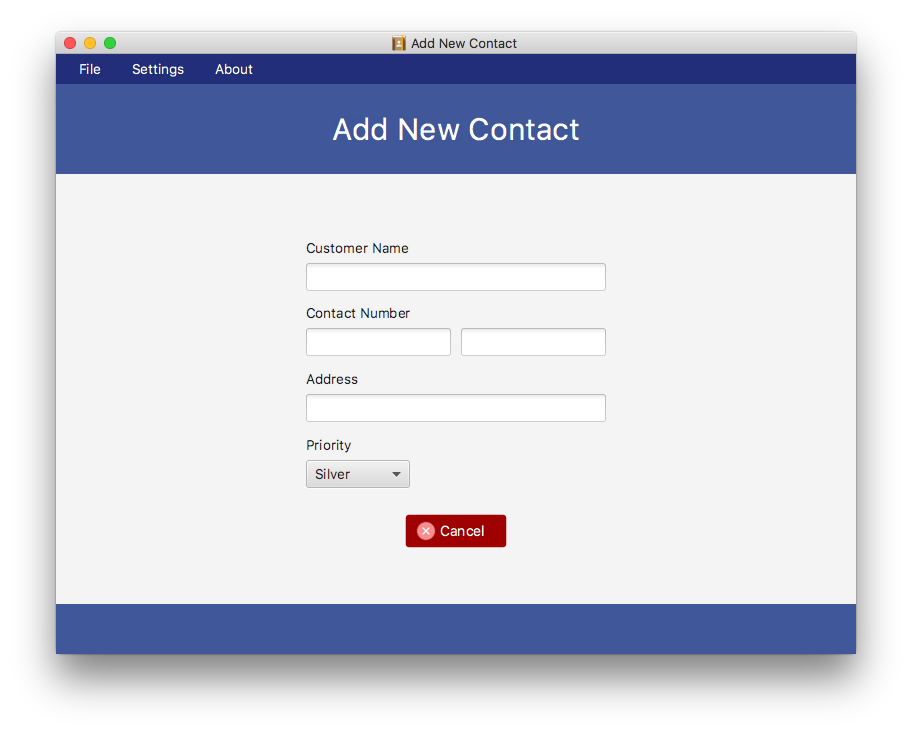 Add New Contact
File Settings About
Add New Contact
Customer Name
Contact Number
Address
Priority
Silver
Cancel